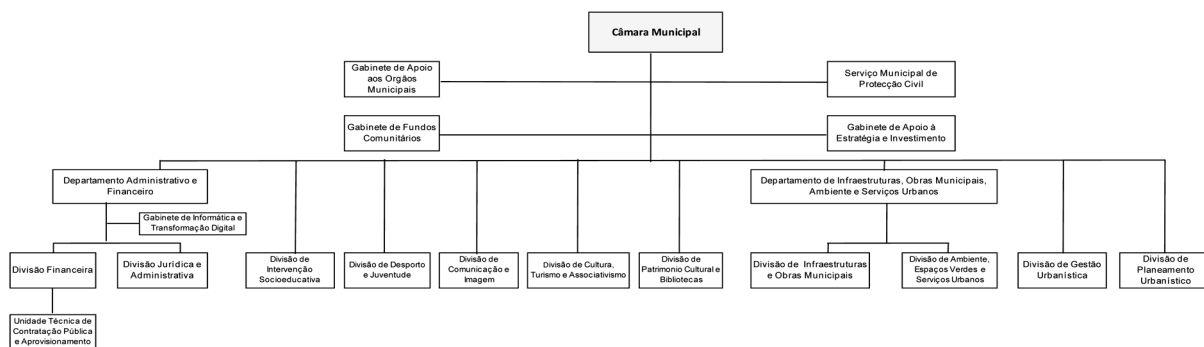 Câmara Municipal
Gabinete de Apoio
aos Orgãos
Municipais
Serviço Municipal de
Protecção Civil
Gabinete de Fundos
Comunitários
Gabinete de Apoio à
Estratégia e Investimento
Departamento Administrativo e
Financeiro
Departamento de Infraestruturas, Obras Municipais,
Ambiente e Serviços Urbanos
Gabinete de Informática e
Transformação Digital
Divisão Financeira
Divisão Jurídica e
Administrativa
Divisão de
Intervenção
Socioeducativa
Divisão de Desporto
e Juventude
Divisão de
Comunicação e
Imagem
Divisão de Cultura,
Turismo e Associativismo
Divisão de
Patrimonio Cultural e
Bibliotecas
Divisão de Infraestruturas
e Obras Municipais
Divisão de Ambiente,
Espaços Verdes e
Serviços Urbanos
Divisão de Gestão
Urbanística
Divisão de
Planeamento
Urbanístico
Unidade Técnica de
Contratação Pública
e Aprovisionamento